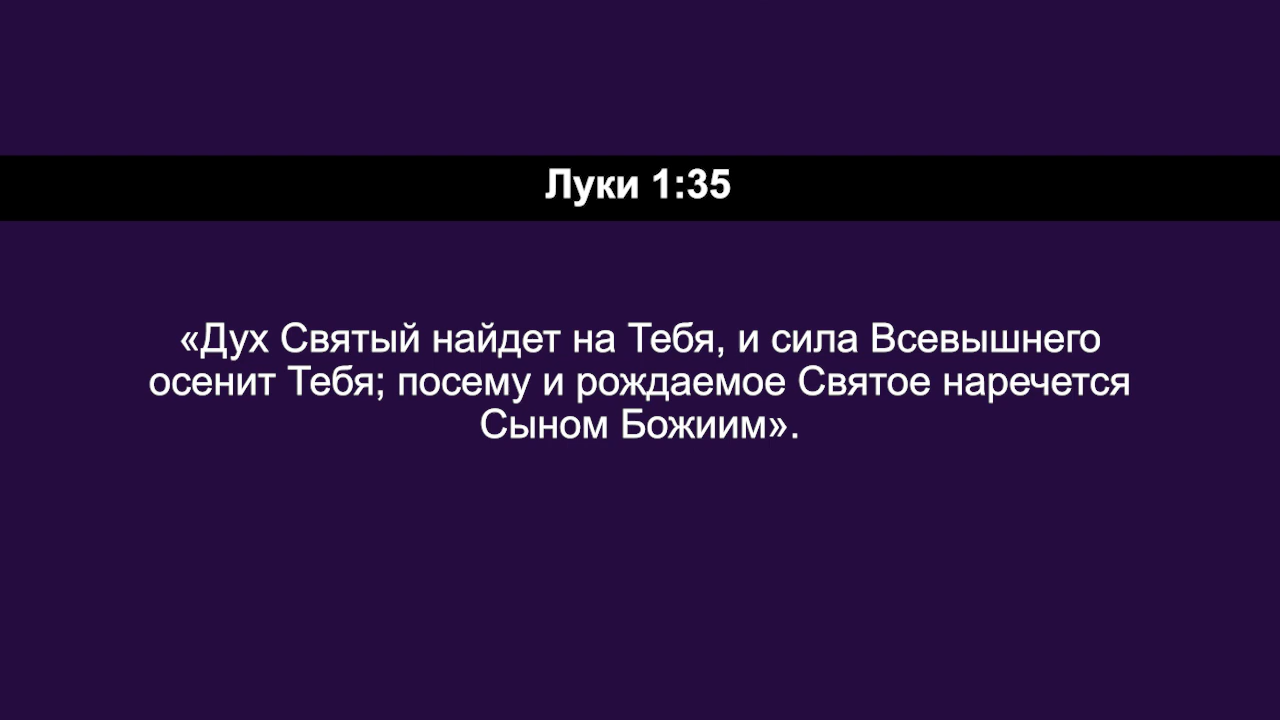 Луки 1:35
«Дух Святый найдет на Тебя, и сила Всевышнего
осенит Тебя; посему и рождаемое Святое наречется
Сыном Божиим».